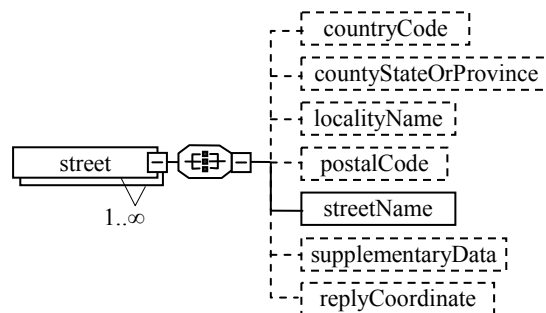 countryCode
countyStateOrProvince
localityName
street
postalCode
1..∞
streetName
supplementaryData
replyCoordinate